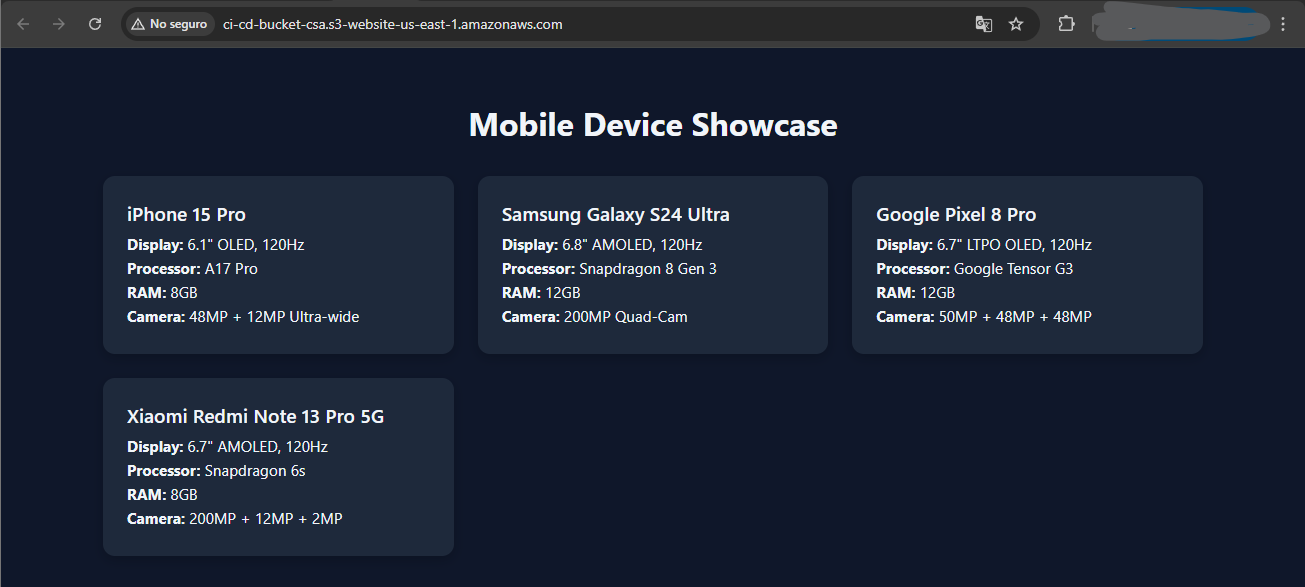 No seguro ci-cd-bucket-csa.s3-website-us-east-1.amazonaws.com
Mobile Device Showcase
iPhone 15 Pro
Display: 6.1" OLED, 120Hz
Processor: A17 Pro
RAM: 8GB
Camera: 48MP + 12MP Ultra-wide
Samsung Galaxy S24 Ultra
Display: 6.8" AMOLED, 120Hz
Processor: Snapdragon 8 Gen 3
RAM: 12GB
Camera: 200MP Quad-Cam
Google Pixel 8 Pro
Display: 6.7" LTPO OLED, 120Hz
Processor: Google Tensor G3
RAM: 12GB
Camera: 50MP + 48MP + 48MP
Xiaomi Redmi Note 13 Pro 5G
Display: 6.7" AMOLED, 120Hz
Processor: Snapdragon 6s
RAM: 8GB
Camera: 200MP + 12MP + 2MP